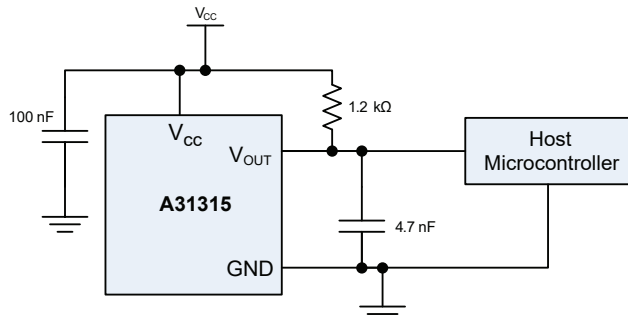 VCC
100 nF
VCC
1.2 kΩ
VOUT
Host
Microcontroller
A31315
4.7 nF
GND